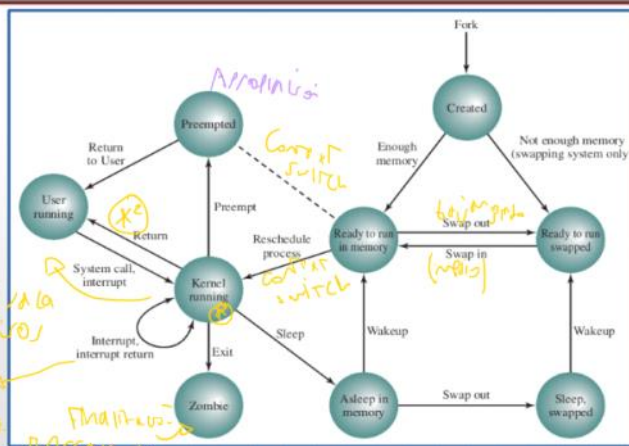 Fork
Created
Preempted
Return
to User
Enough
memory
Not enough memory
(swapping system only)
User
running
Preempt
Return
Ready to run
in memory
Swap out
Swap in
Ready to run
swapped
System call,
interrupt
Reschedule
process
Kernel
running
Interrupt,
interrupt return
Sleep
Wakeup
Wakeup
Exit
Zombie
Asleep in
memory
Swap out
Sleep,
swapped
switch
switch